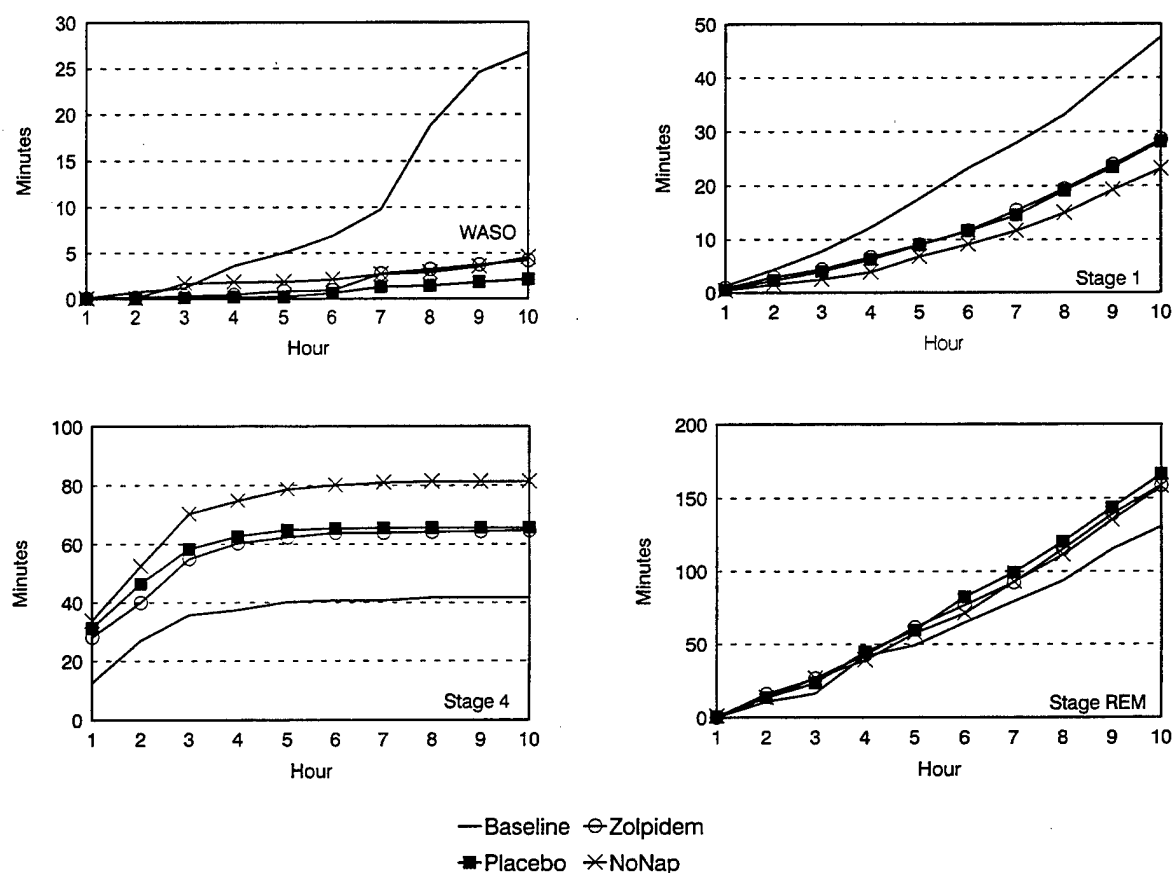 30
25
20
15
10
5
0
Minutes
WASO
1 2 3 4 5 6 7 8 9 10
Hour
50
40
30
20
10
0
Minutes
Stage 1
1 2 3 4 5 6 7 8 9 10
Hour
100
80
60
40
20
0
Minutes
Stage 4
1 2 3 4 5 6 7 8 9 10
Hour
200
150
100
50
0
Minutes
Stage REM
1 2 3 4 5 6 7 8 9 10
Hour
Baseline Zolpidem
Placebo NoNap